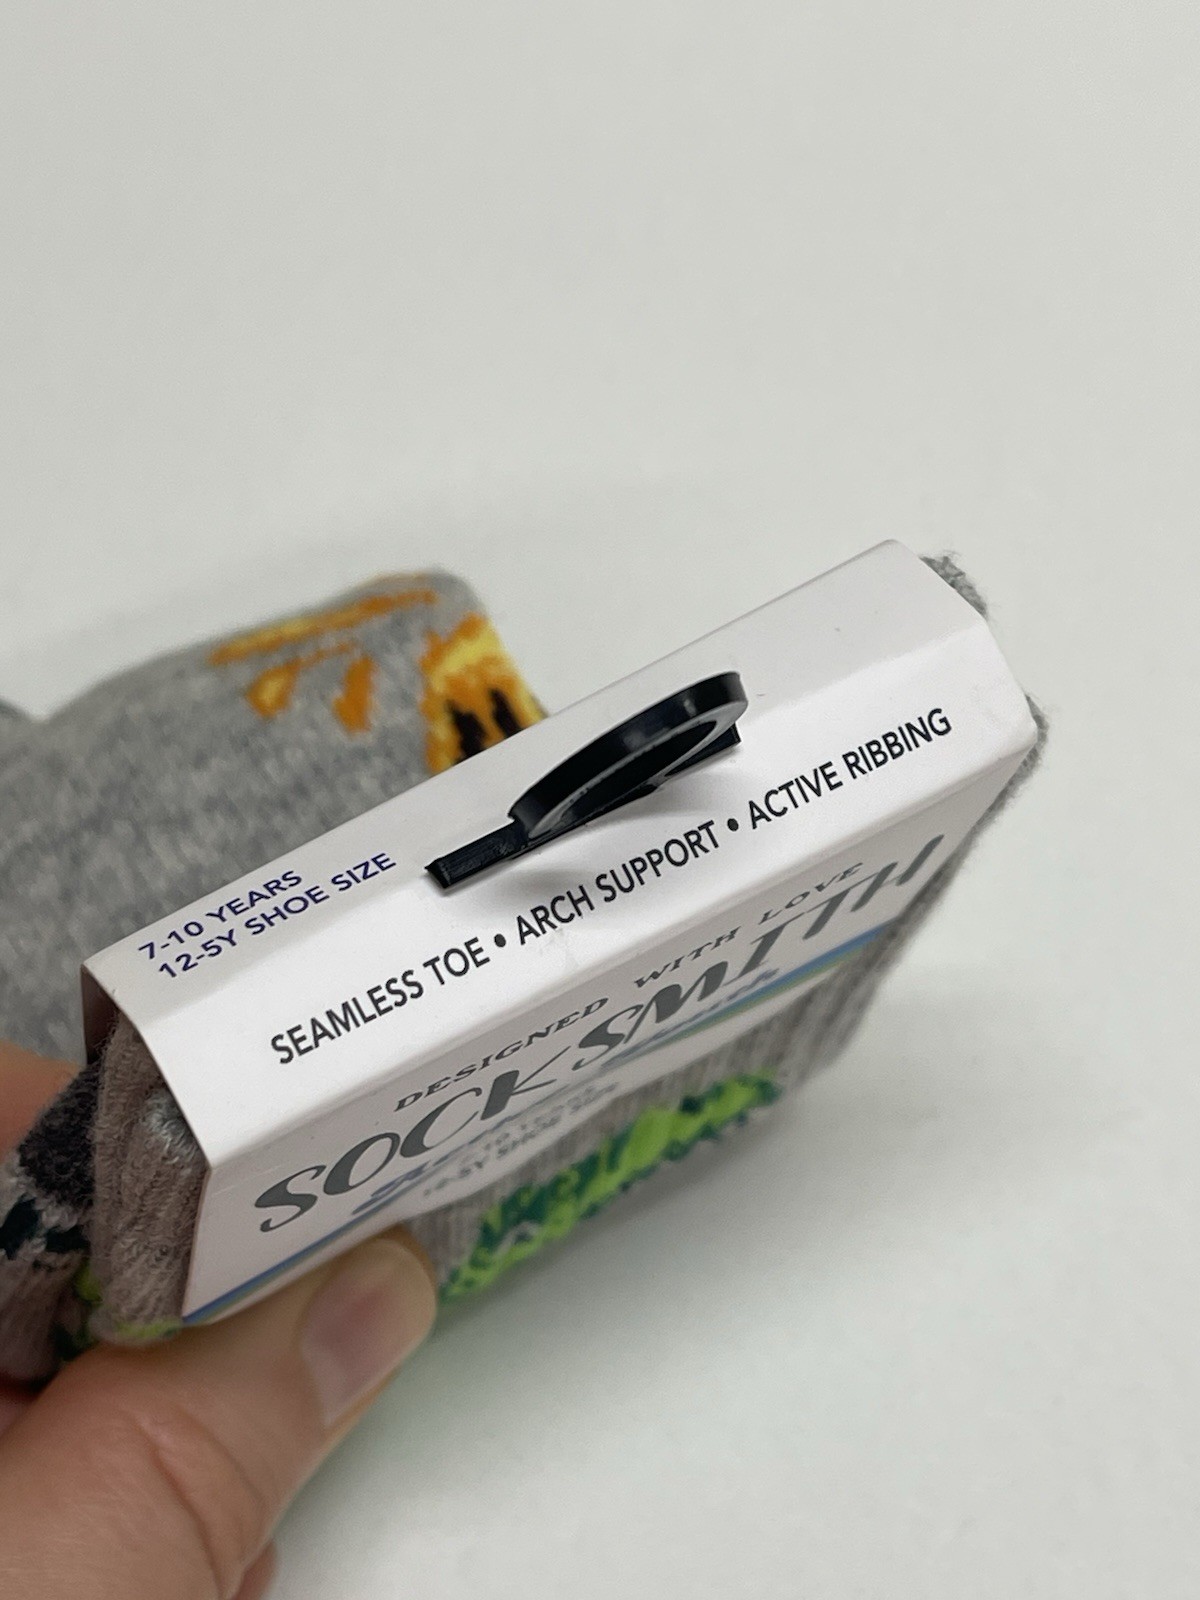 7-10 YEARS
12-5Y SHOE SIZE
SEAMLESS TOE • ARCH SUPPORT • ACTIVE RIBBING
DESIGNED WITH LOVE
SOCKSMITH